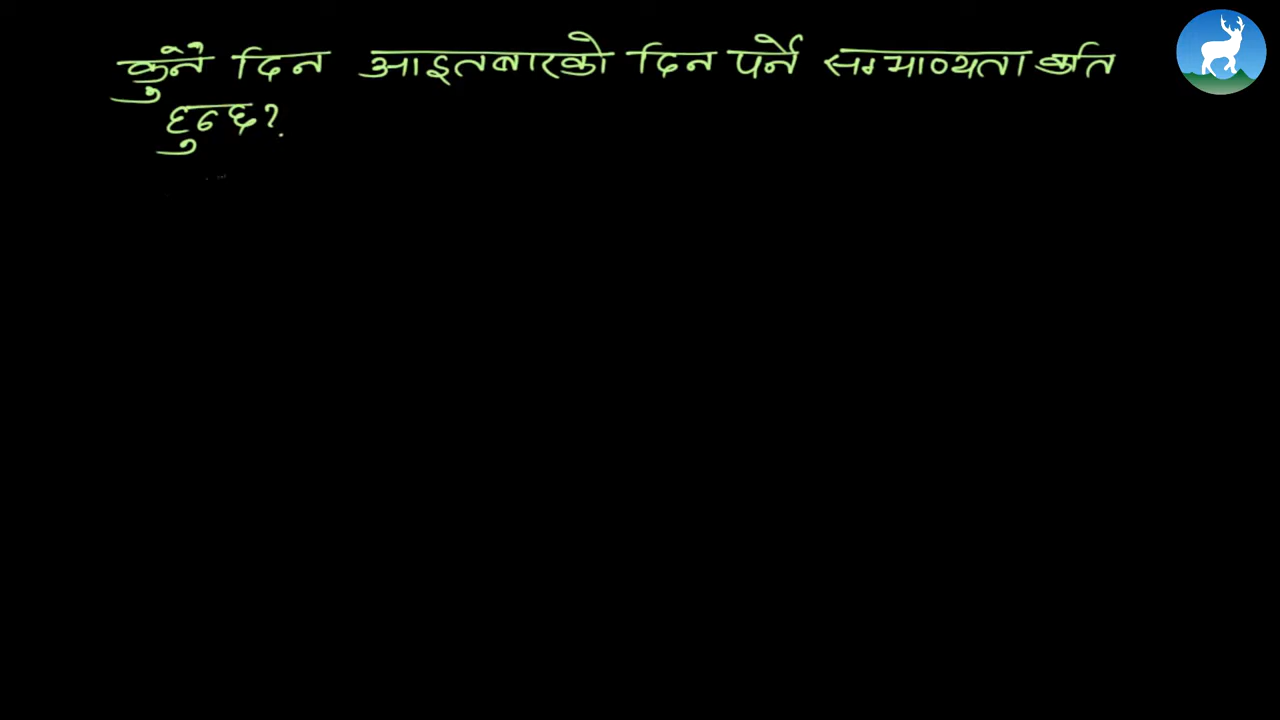 कुनै दिन आइतबारको दिन पर्ने सम्भाव्यता कति
हुन्छ?